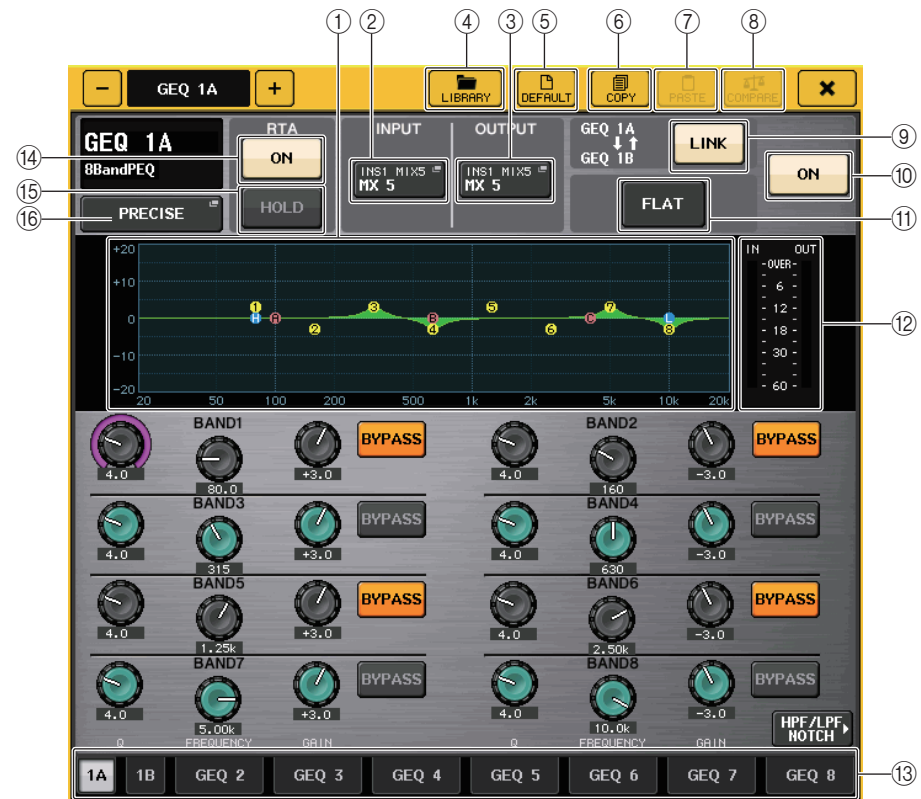 ① ② ④ ③ ⑤ ⑥ ⑦ ⑧
− GEQ 1A + LIBRARY DEFAULT COPY PASTE COMPARE ×
GEQ 1A
8BandPEQ
RTA
ON
HOLD
PRECISE
INPUT
INS1 MIX5
MX 5
OUTPUT
INS1 MIX5
MX 5
GEQ 1A
↓↑
GEQ 1B
LINK
FLAT
ON
⑭
⑮
⑯
⑨
⑩
⑪
+20
+10
0
−10
−20
20 50 100 200 500 1k 2k 5k 10k 20k
1 H A 2 3 B 4 5 6 C 7 L 8
IN OUT
-OVER-
- 6 -
- 12 -
- 18 -
- 30 -
- 60 -
⑫
BAND1
4.0 80.0 +3.0 BYPASS
BAND2
4.0 160 −3.0 BYPASS
BAND3
4.0 315 +3.0 BYPASS
BAND4
4.0 630 −3.0 BYPASS
BAND5
4.0 1.25k +3.0 BYPASS
BAND6
4.0 2.50k −3.0 BYPASS
BAND7
4.0 5.00k +3.0 BYPASS
BAND8
4.0 10.0k −3.0 BYPASS
Q FREQUENCY GAIN Q FREQUENCY GAIN
HPF/LPF
NOTCH
1A 1B GEQ 2 GEQ 3 GEQ 4 GEQ 5 GEQ 6 GEQ 7 GEQ 8
⑬